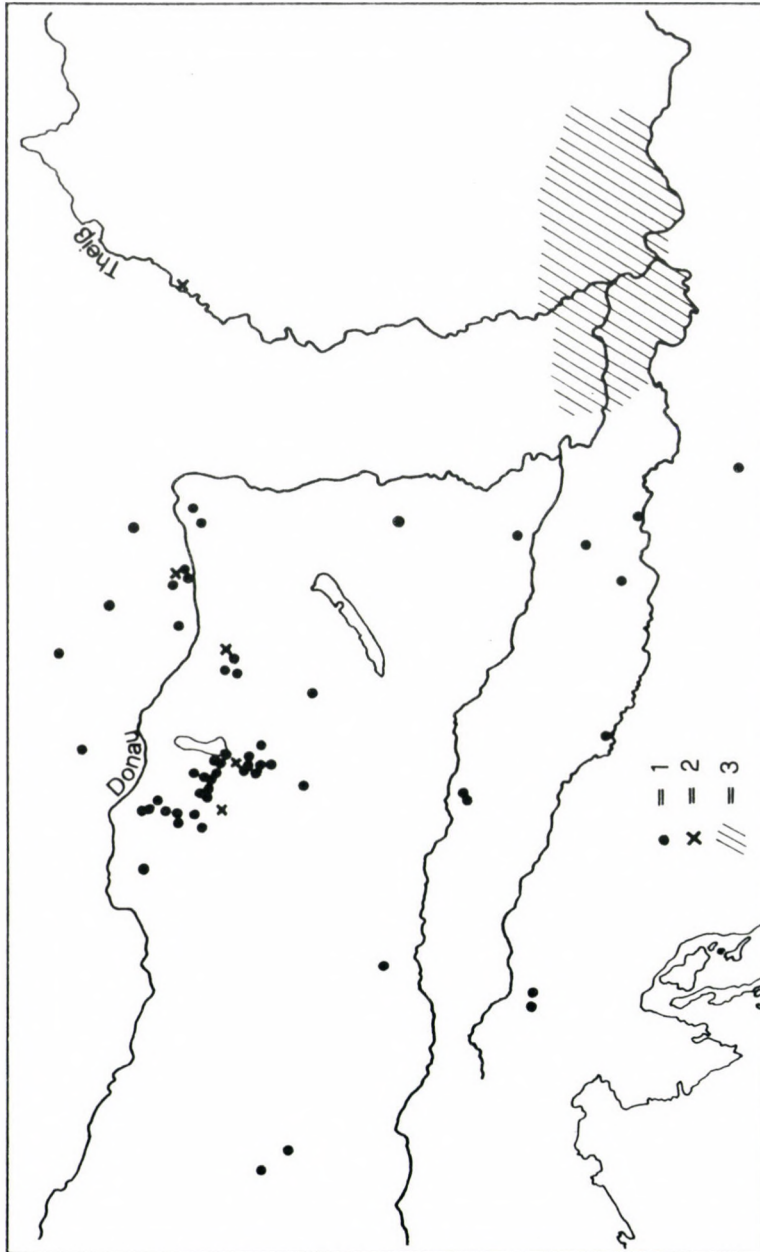 Theiß
Donau
= 1
= 2
= 3